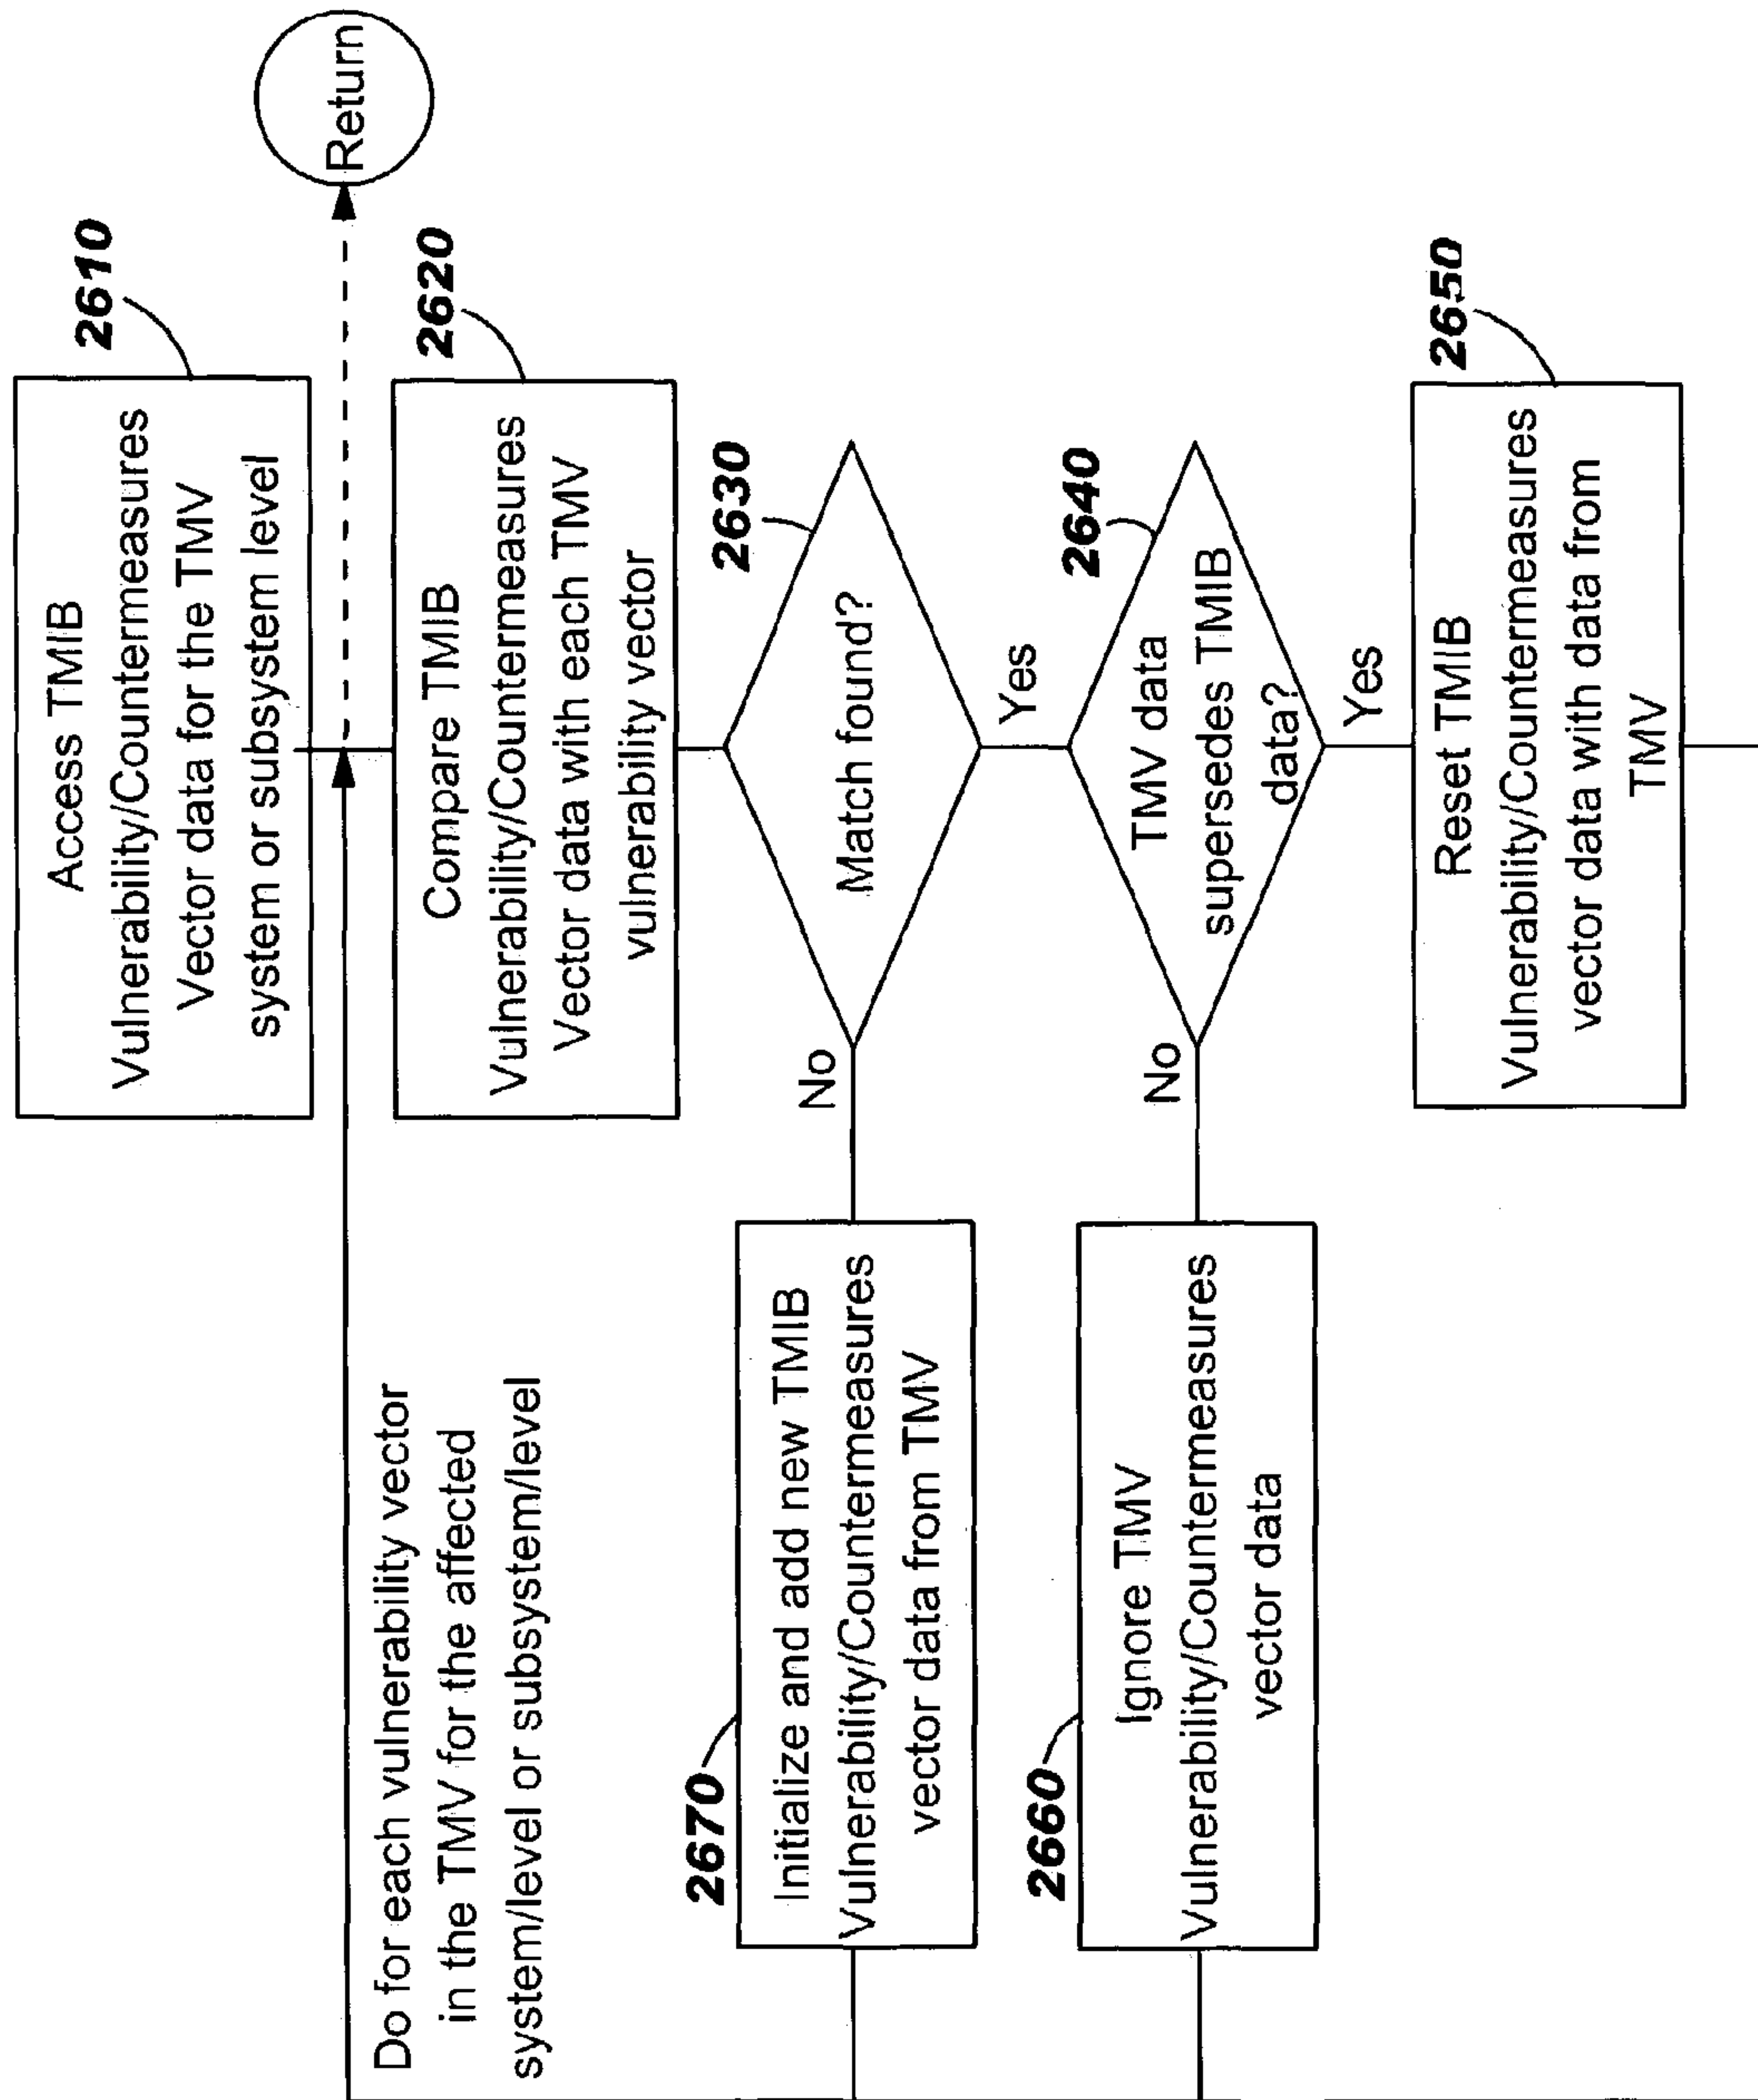 Access TMIB
Vulnerability/Countermeasures
Vector data for the TMV
system or subsystem level
2610
Return
Do for each vulnerability vector
in the TMV for the affected
system/level or subsystem/level
Compare TMIB
Vulnerability/Countermeasures
Vector data with each TMV
vulnerability vector
2620
Match found?
2630
No
Yes
2670
Initialize and add new TMIB
Vulnerability/Countermeasures
vector data from TMV
TMV data
supersedes TMIB
data?
2640
No
Yes
2660
Ignore TMV
Vulnerability/Countermeasures
vector data
Reset TMIB
Vulnerability/Countermeasures
vector data with data from
TMV
2650